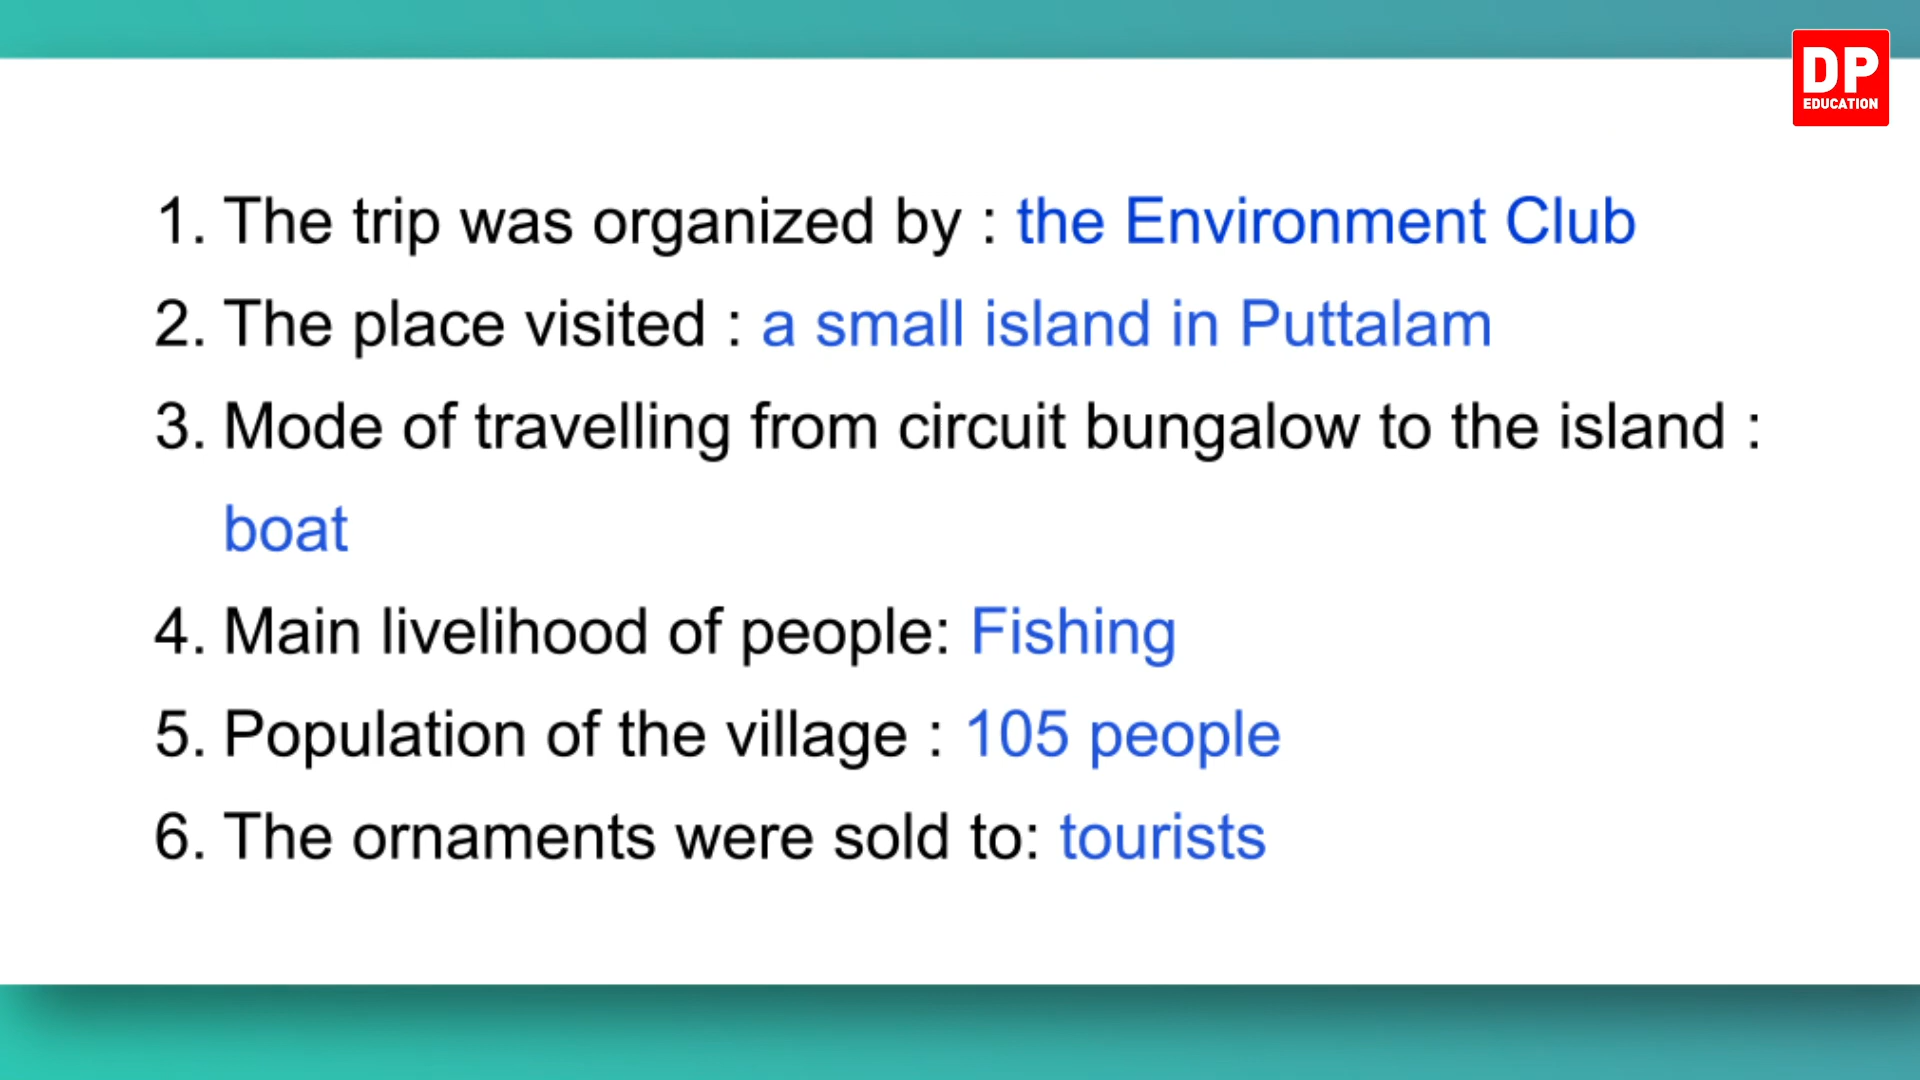 DP
EDUCATION
1. The trip was organized by : the Environment Club
2. The place visited : a small island in Puttalam
3. Mode of travelling from circuit bungalow to the island :
boat
4. Main livelihood of people: Fishing
5. Population of the village : 105 people
6. The ornaments were sold to: tourists